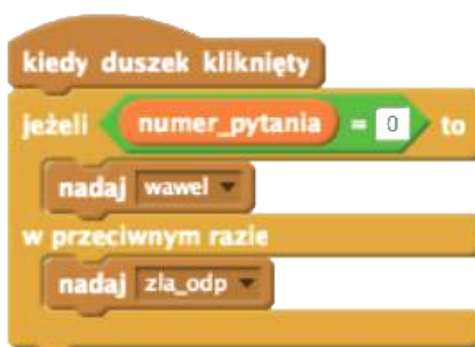 kiedy duszek kliknięty
jeżeli numer_pytania = 0 to
nadaj wawel
w przeciwnym razie
nadaj zla_odp